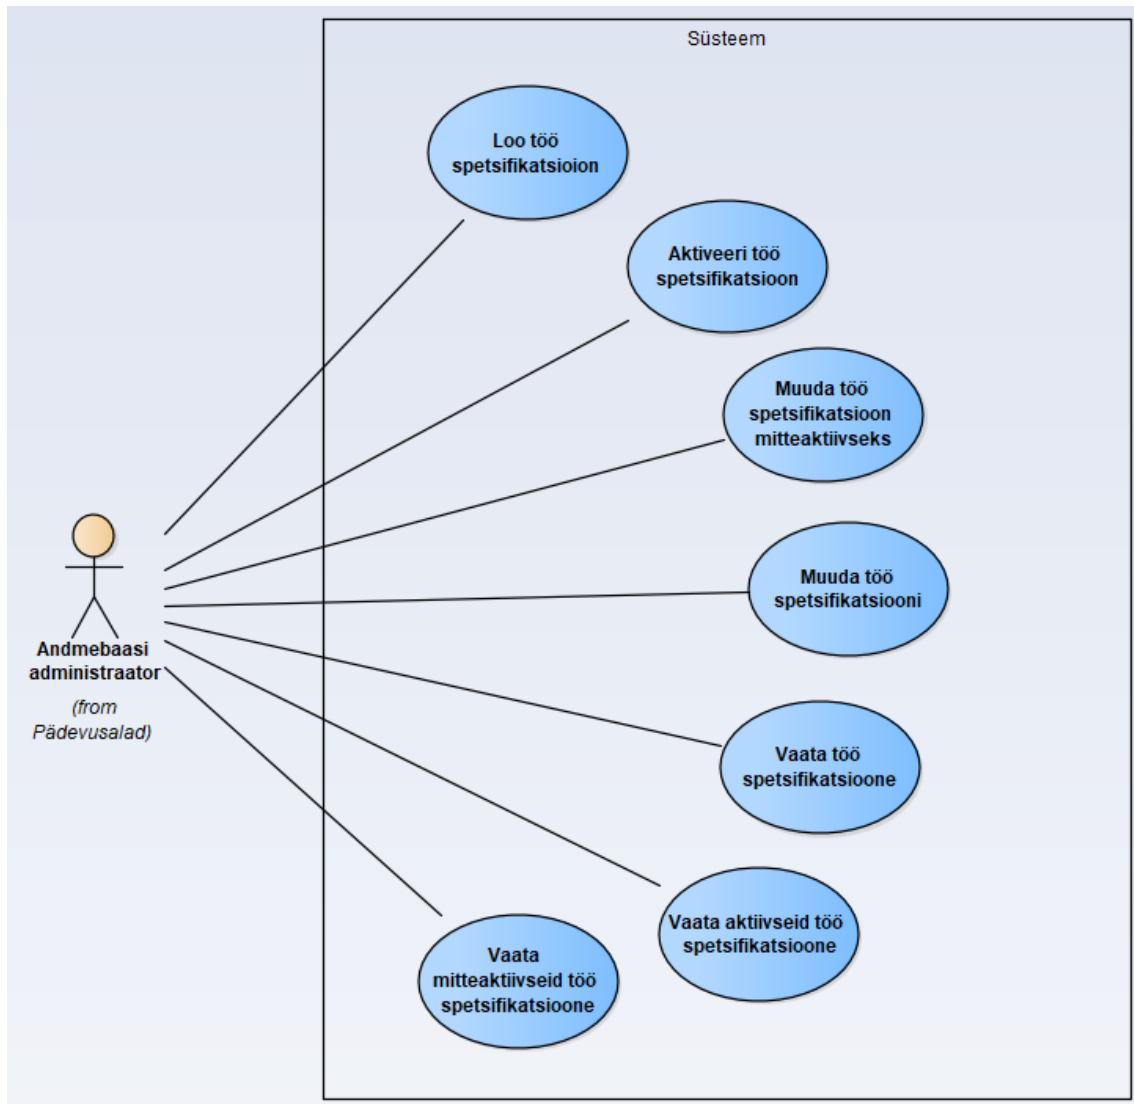 Süsteem
Loo töö
spetsifikatsioion
Aktiveeri töö
spetsifikatsioon
Muuda töö
spetsifikatsioon
mitteaktiivseks
Muuda töö
spetsifikatsiooni
Andmebaasi
administraator
(from
Pädevusalad)
Vaata töö
spetsifikatsioone
Vaata aktiivseid töö
spetsifikatsioone
Vaata
mitteaktiivseid töö
spetsifikatsioone